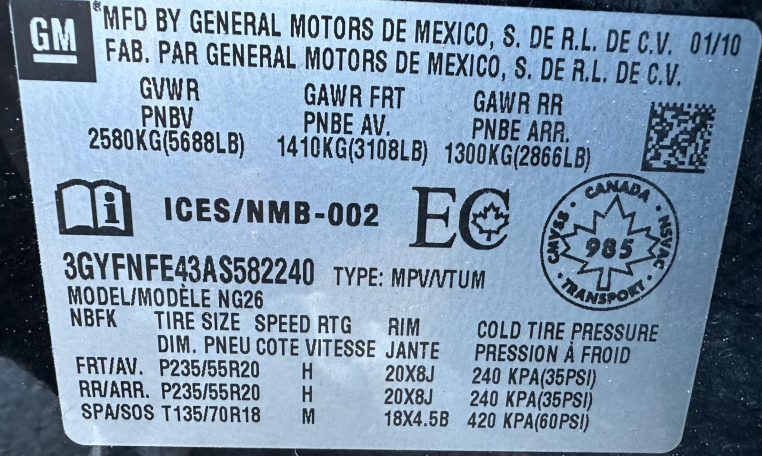 GM
*MFD BY GENERAL MOTORS DE MEXICO, S. DE R.L. DE C.V. 01/10
FAB. PAR GENERAL MOTORS DE MEXICO, S. DE R.L. DE C.V.
GVWR GAWR FRT GAWR RR
PNBV PNBE AV. PNBE ARR.
2580KG(5688LB) 1410KG(3108LB) 1300KG(2866LB)
i ICES/NMB-002 EC
CANADA
CMVSS 985 NSVAC
TRANSPORT
3GYFNFE43AS582240 TYPE: MPV/VTUM
MODEL/MODÈLE NG26
NBFK TIRE SIZE SPEED RTG RIM COLD TIRE PRESSURE
DIM. PNEU COTE VITESSE JANTE PRESSION À FROID
FRT/AV. P235/55R20 H 20X8J 240 KPA(35PSI)
RR/ARR. P235/55R20 H 20X8J 240 KPA(35PSI)
SPA/SOS T135/70R18 M 18X4.5B 420 KPA(60PSI)